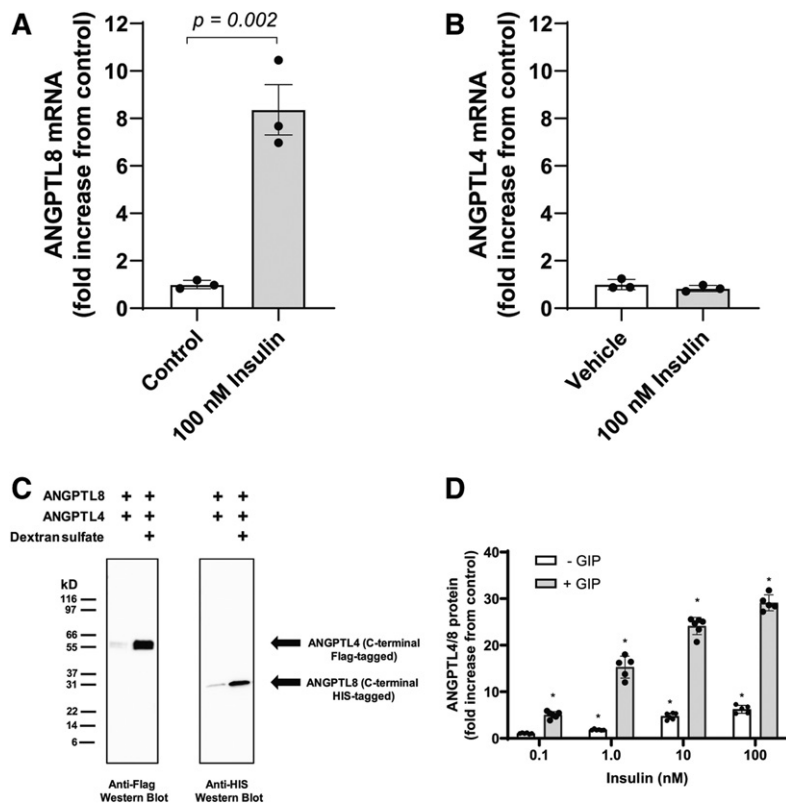 A
p = 0.002
ANGPTL8 mRNA
(fold increase from control)
12
10
8
6
4
2
0
Control
100 nM Insulin
B
ANGPTL4 mRNA
(fold increase from control)
12
10
8
6
4
2
0
Vehicle
100 nM Insulin
C
ANGPTL8 + + + +
ANGPTL4 + + + +
Dextran sulfate + +
kD
116
97
66
55
37
31
22
14
6
ANGPTL4 (C-terminal
Flag-tagged)
ANGPTL8 (C-terminal
HIS-tagged)
Anti-Flag
Western Blot
Anti-HIS
Western Blot
D
ANGPTL4/8 protein
(fold increase from control)
40
30
20
10
0
- GIP
+ GIP
* * * * * * *
0.1 1.0 10 100
Insulin (nM)